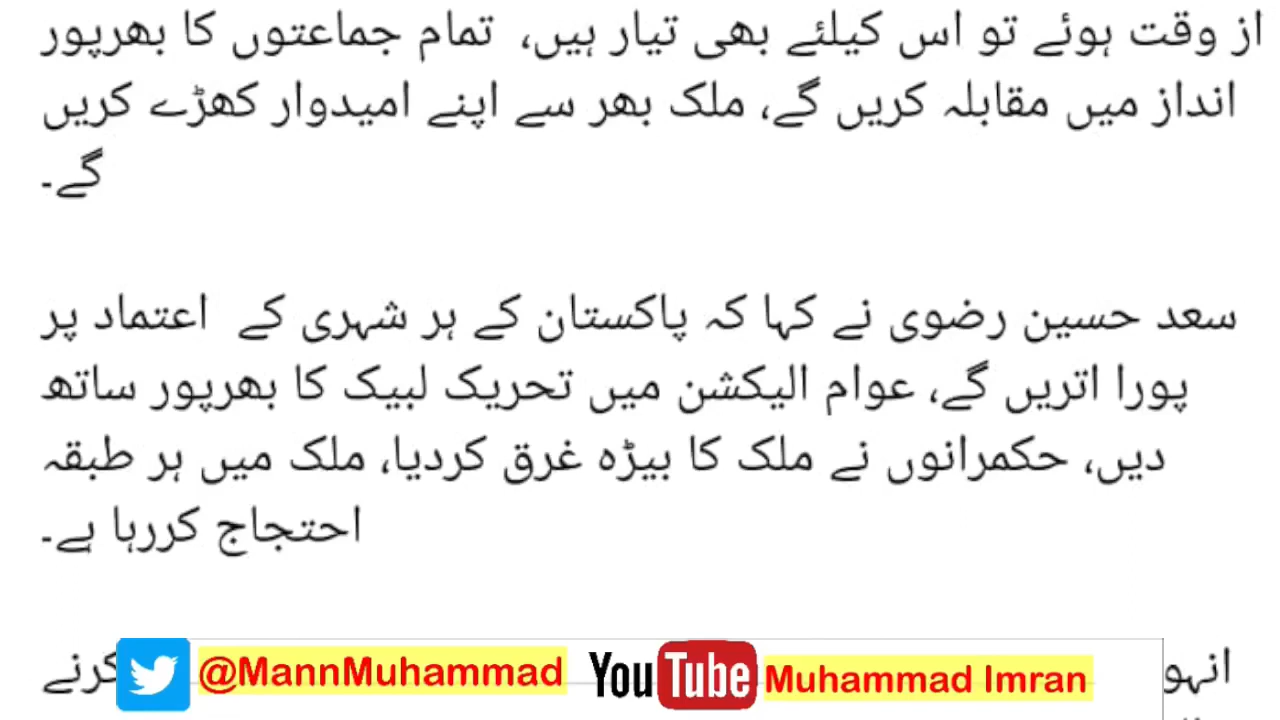 از وقت ہوئے تو اس کیلئے بھی تیار ہیں، تمام جماعتوں کا بھرپور
انداز میں مقابلہ کریں گے، ملک بھر سے اپنے امیدوار کھڑے کریں
گے۔
سعد حسین رضوی نے کہا کہ پاکستان کے ہر شہری کے اعتماد پر
پورا اتریں گے، عوام الیکشن میں تحریک لبیک کا بھرپور ساتھ
دیں، حکمرانوں نے ملک کا بیڑہ غرق کردیا، ملک میں ہر طبقہ
احتجاج کررہا ہے۔
کرنے
@MannMuhammad YouTube Muhammad Imran